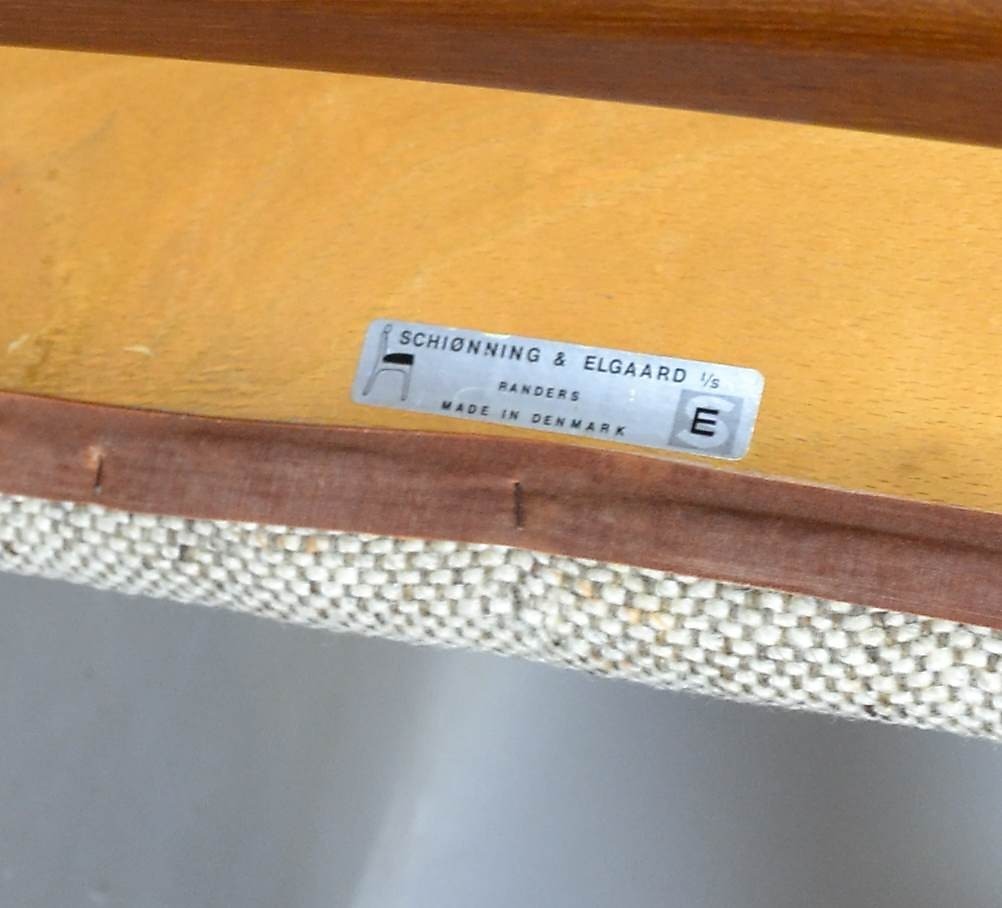 SCHIØNNING & ELGAARD I/S
RANDERS
MADE IN DENMARK
E